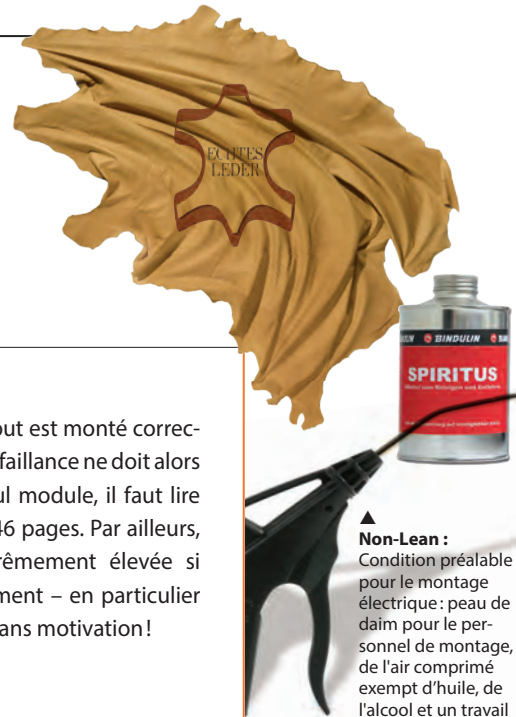 ECHTES
LEDER
BINDULIN
SPIRITUS
out est monté correc-
faillance ne doit alors
ul module, il faut lire
46 pages. Par ailleurs,
rêmement élevée si
ment – en particulier
ans motivation !
▲
Non-Lean :
Condition préalable
pour le montage
électrique : peau de
daim pour le per-
sonnel de montage,
de l'air comprimé
exempt d’huile, de
l'alcool et un travail